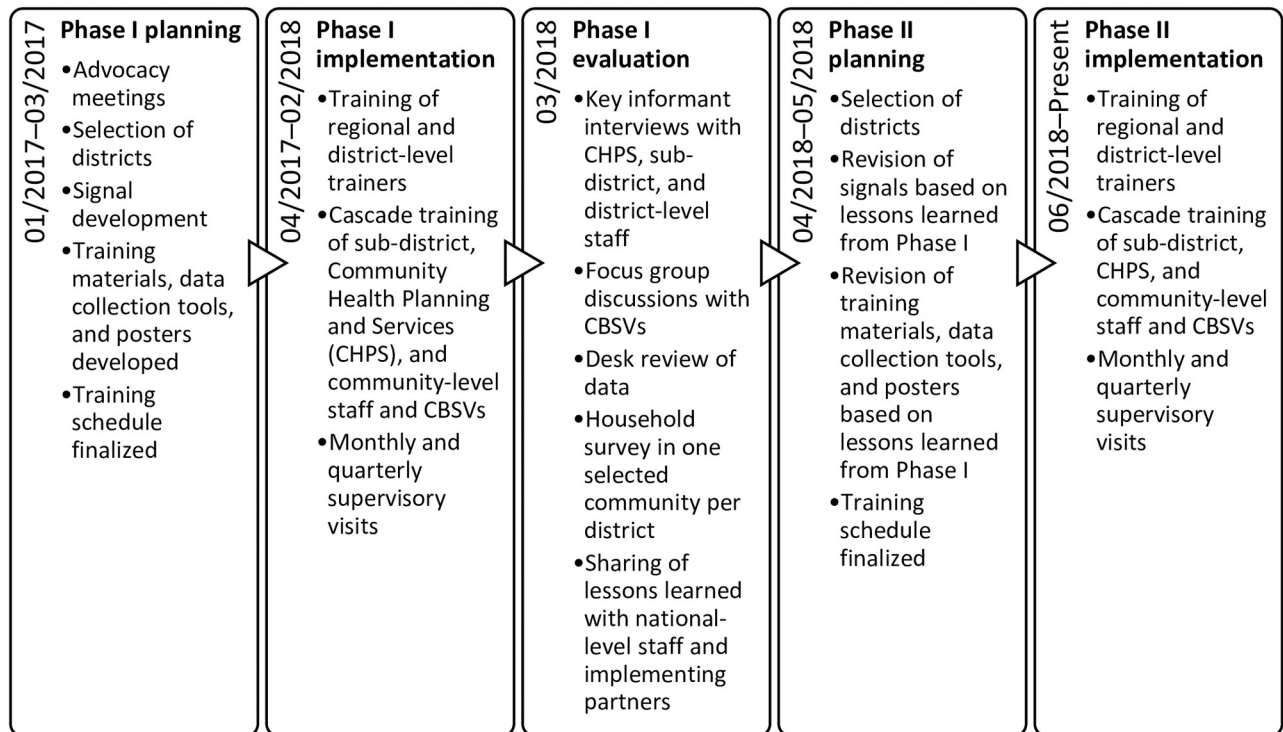 01/2017–03/2017
Phase I planning
•Advocacy
meetings
•Selection of
districts
•Signal
development
•Training
materials, data
collection tools,
and posters
developed
•Training
schedule
finalized
04/2017–02/2018
Phase I
implementation
•Training of
regional and
district-level
trainers
•Cascade training
of sub-district,
Community
Health Planning
and Services
(CHPS), and
community-level
staff and CBSVs
•Monthly and
quarterly
supervisory
visits
03/2018
Phase I
evaluation
•Key informant
interviews with
CHPS, sub-
district, and
district-level
staff
•Focus group
discussions with
CBSVs
•Desk review of
data
•Household
survey in one
selected
community per
district
•Sharing of
lessons learned
with national-
level staff and
implementing
partners
04/2018–05/2018
Phase II
planning
•Selection of
districts
•Revision of
signals based on
lessons learned
from Phase I
•Revision of
training
materials, data
collection tools,
and posters
based on
lessons learned
from Phase I
•Training
schedule
finalized
06/2018–Present
Phase II
implementation
•Training of
regional and
district-level
trainers
•Cascade training
of sub-district,
CHPS, and
community-level
staff and CBSVs
•Monthly and
quarterly
supervisory
visits